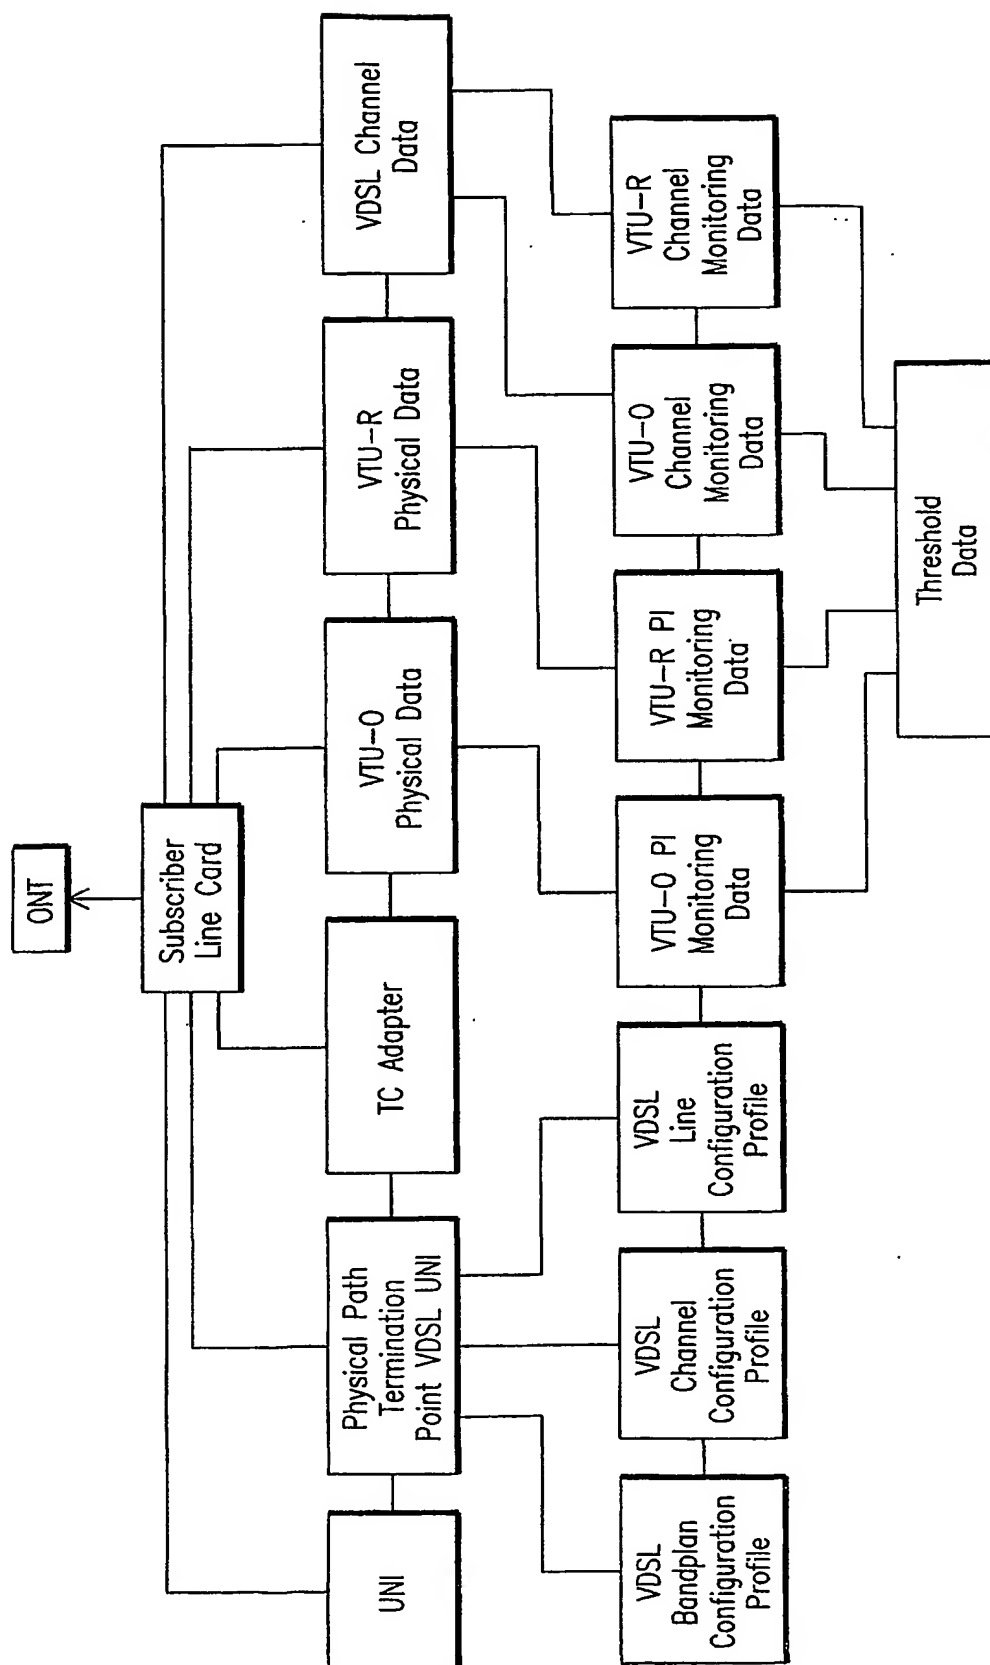 ONT
Subscriber
Line Card
UNI
Physical Path
Termination
Point VDSL UNI
TC Adapter
VTU-O
Physical Data
VTU-R
Physical Data
VDSL Channel
Data
VDSL
Bandplan
Configuration
Profile
VDSL
Channel
Configuration
Profile
VDSL
Line
Configuration
Profile
VTU-O PI
Monitoring
Data
VTU-R PI
Monitoring
Data
VTU-O
Channel
Monitoring
Data
VTU-R
Channel
Monitoring
Data
Threshold
Data